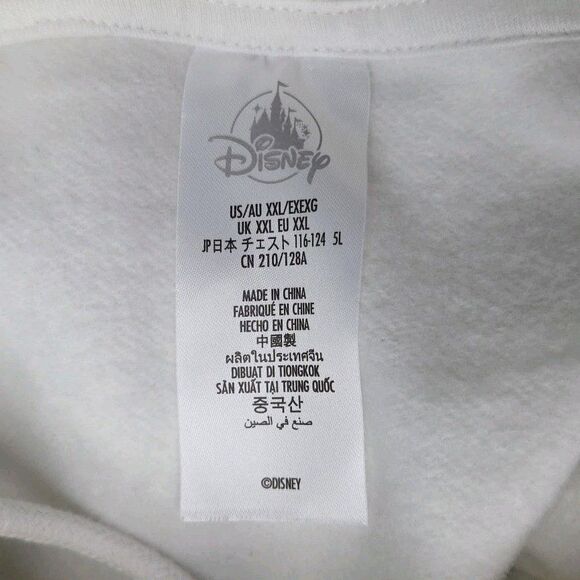 Disney
US/AU XXL/EXEXG
UK XXL EU XXL
JP日本 チェスト 116-124 5L
CN 210/128A
MADE IN CHINA
FABRIQUÉ EN CHINE
HECHO EN CHINA
中國製
ผลิตในประเทศจีน
DIBUAT DI TIONGKOK
SẢN XUẤT TẠI TRUNG QUỐC
중국산
صنع في الصين
©DISNEY